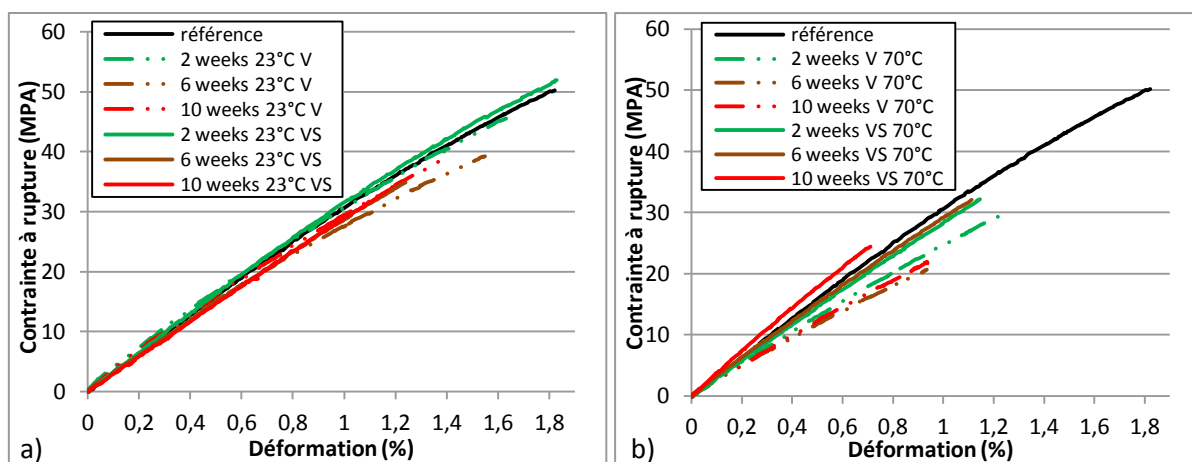 60
50
40
30
20
10
0
Contrainte à rupture (MPA)
référence
2 weeks 23°C V
6 weeks 23°C V
10 weeks 23°C V
2 weeks 23°C VS
6 weeks 23°C VS
10 weeks 23°C VS
0 0,2 0,4 0,6 0,8 1 1,2 1,4 1,6 1,8
Déformation (%)
a)
60
50
40
30
20
10
0
Contrainte à rupture (MPA)
référence
2 weeks V 70°C
6 weeks V 70°C
10 weeks V 70°C
2 weeks VS 70°C
6 weeks VS 70°C
10 weeks VS 70°C
0 0,2 0,4 0,6 0,8 1 1,2 1,4 1,6 1,8
Déformation (%)
b)